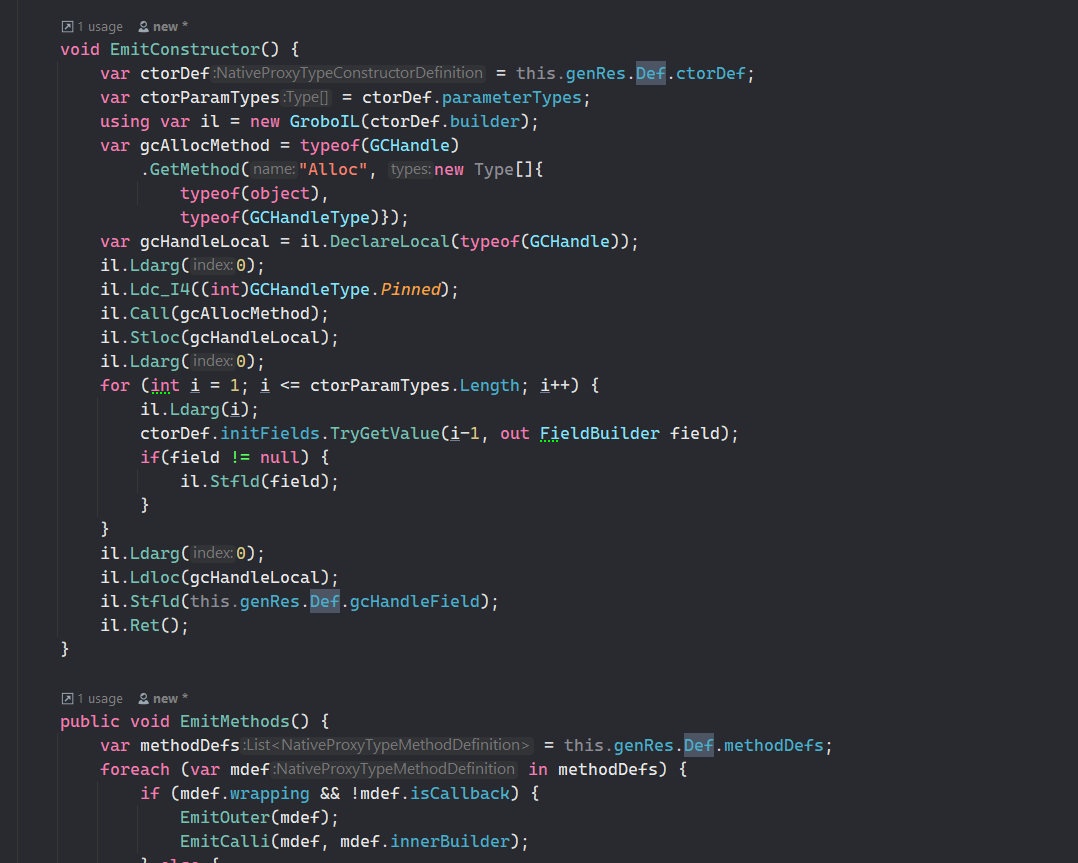 1 usage new *
void EmitConstructor() {
var ctorDef :NativeProxyTypeConstructorDefinition = this.genRes.Def.ctorDef;
var ctorParamTypes :Type[] = ctorDef.parameterTypes;
using var il = new GroboIL(ctorDef.builder);
var gcAllocMethod = typeof(GCHandle)
.GetMethod( name: "Alloc", types: new Type[]{
typeof(object),
typeof(GCHandleType)});
var gcHandleLocal = il.DeclareLocal(typeof(GCHandle));
il.Ldarg( index: 0);
il.Ldc_I4((int)GCHandleType.Pinned);
il.Call(gcAllocMethod);
il.Stloc(gcHandleLocal);
il.Ldarg( index: 0);
for (int i = 1; i <= ctorParamTypes.Length; i++) {
il.Ldarg(i);
ctorDef.initFields.TryGetValue(i-1, out FieldBuilder field);
if(field != null) {
il.Stfld(field);
}
}
il.Ldarg( index: 0);
il.Ldloc(gcHandleLocal);
il.Stfld(this.genRes.Def.gcHandleField);
il.Ret();
}
1 usage new *
public void EmitMethods() {
var methodDefs :List<NativeProxyTypeMethodDefinition> = this.genRes.Def.methodDefs;
foreach (var mdef :NativeProxyTypeMethodDefinition in methodDefs) {
if (mdef.wrapping && !mdef.isCallback) {
EmitOuter(mdef);
EmitCalli(mdef, mdef.innerBuilder);
} else {